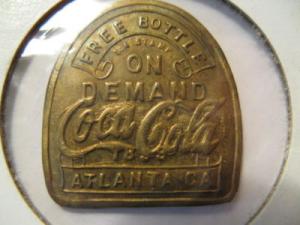 FREE BOTTLE
ON
DEMAND
Coca-Cola
ATLANTA GA